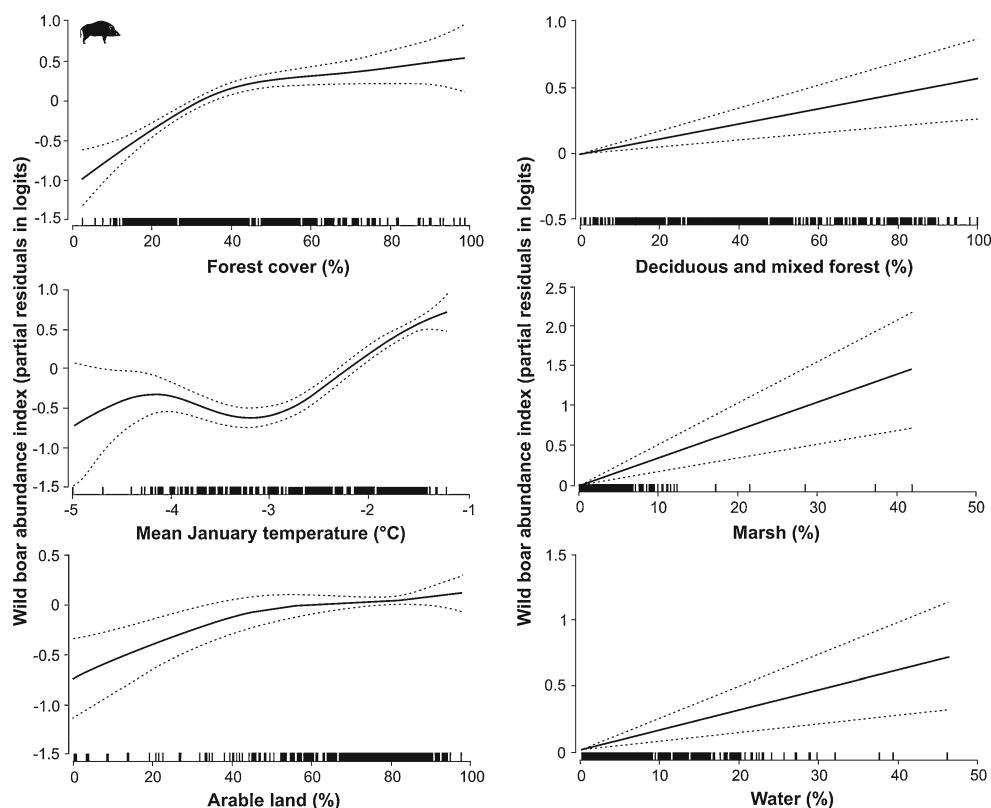 Wild boar abundance index (partial residuals in logits)
1.0
0.5
0
-0.5
-1.0
-1.5
0 20 40 60 80 100
Forest cover (%)
1.0
0.5
0
-0.5
-1.0
-1.5
-5 -4 -3 -2 -1
Mean January temperature (°C)
0.5
0
-0.5
-1.0
-1.5
0 20 40 60 80 100
Arable land (%)
Wild boar abundance index (partial residuals in logits)
1.0
0.5
0
-0.5
0 20 40 60 80 100
Deciduous and mixed forest (%)
2.5
2.0
1.5
1
0.5
0
0 10 20 30 40 50
Marsh (%)
1.5
1
0.5
0
0 10 20 30 40 50
Water (%)